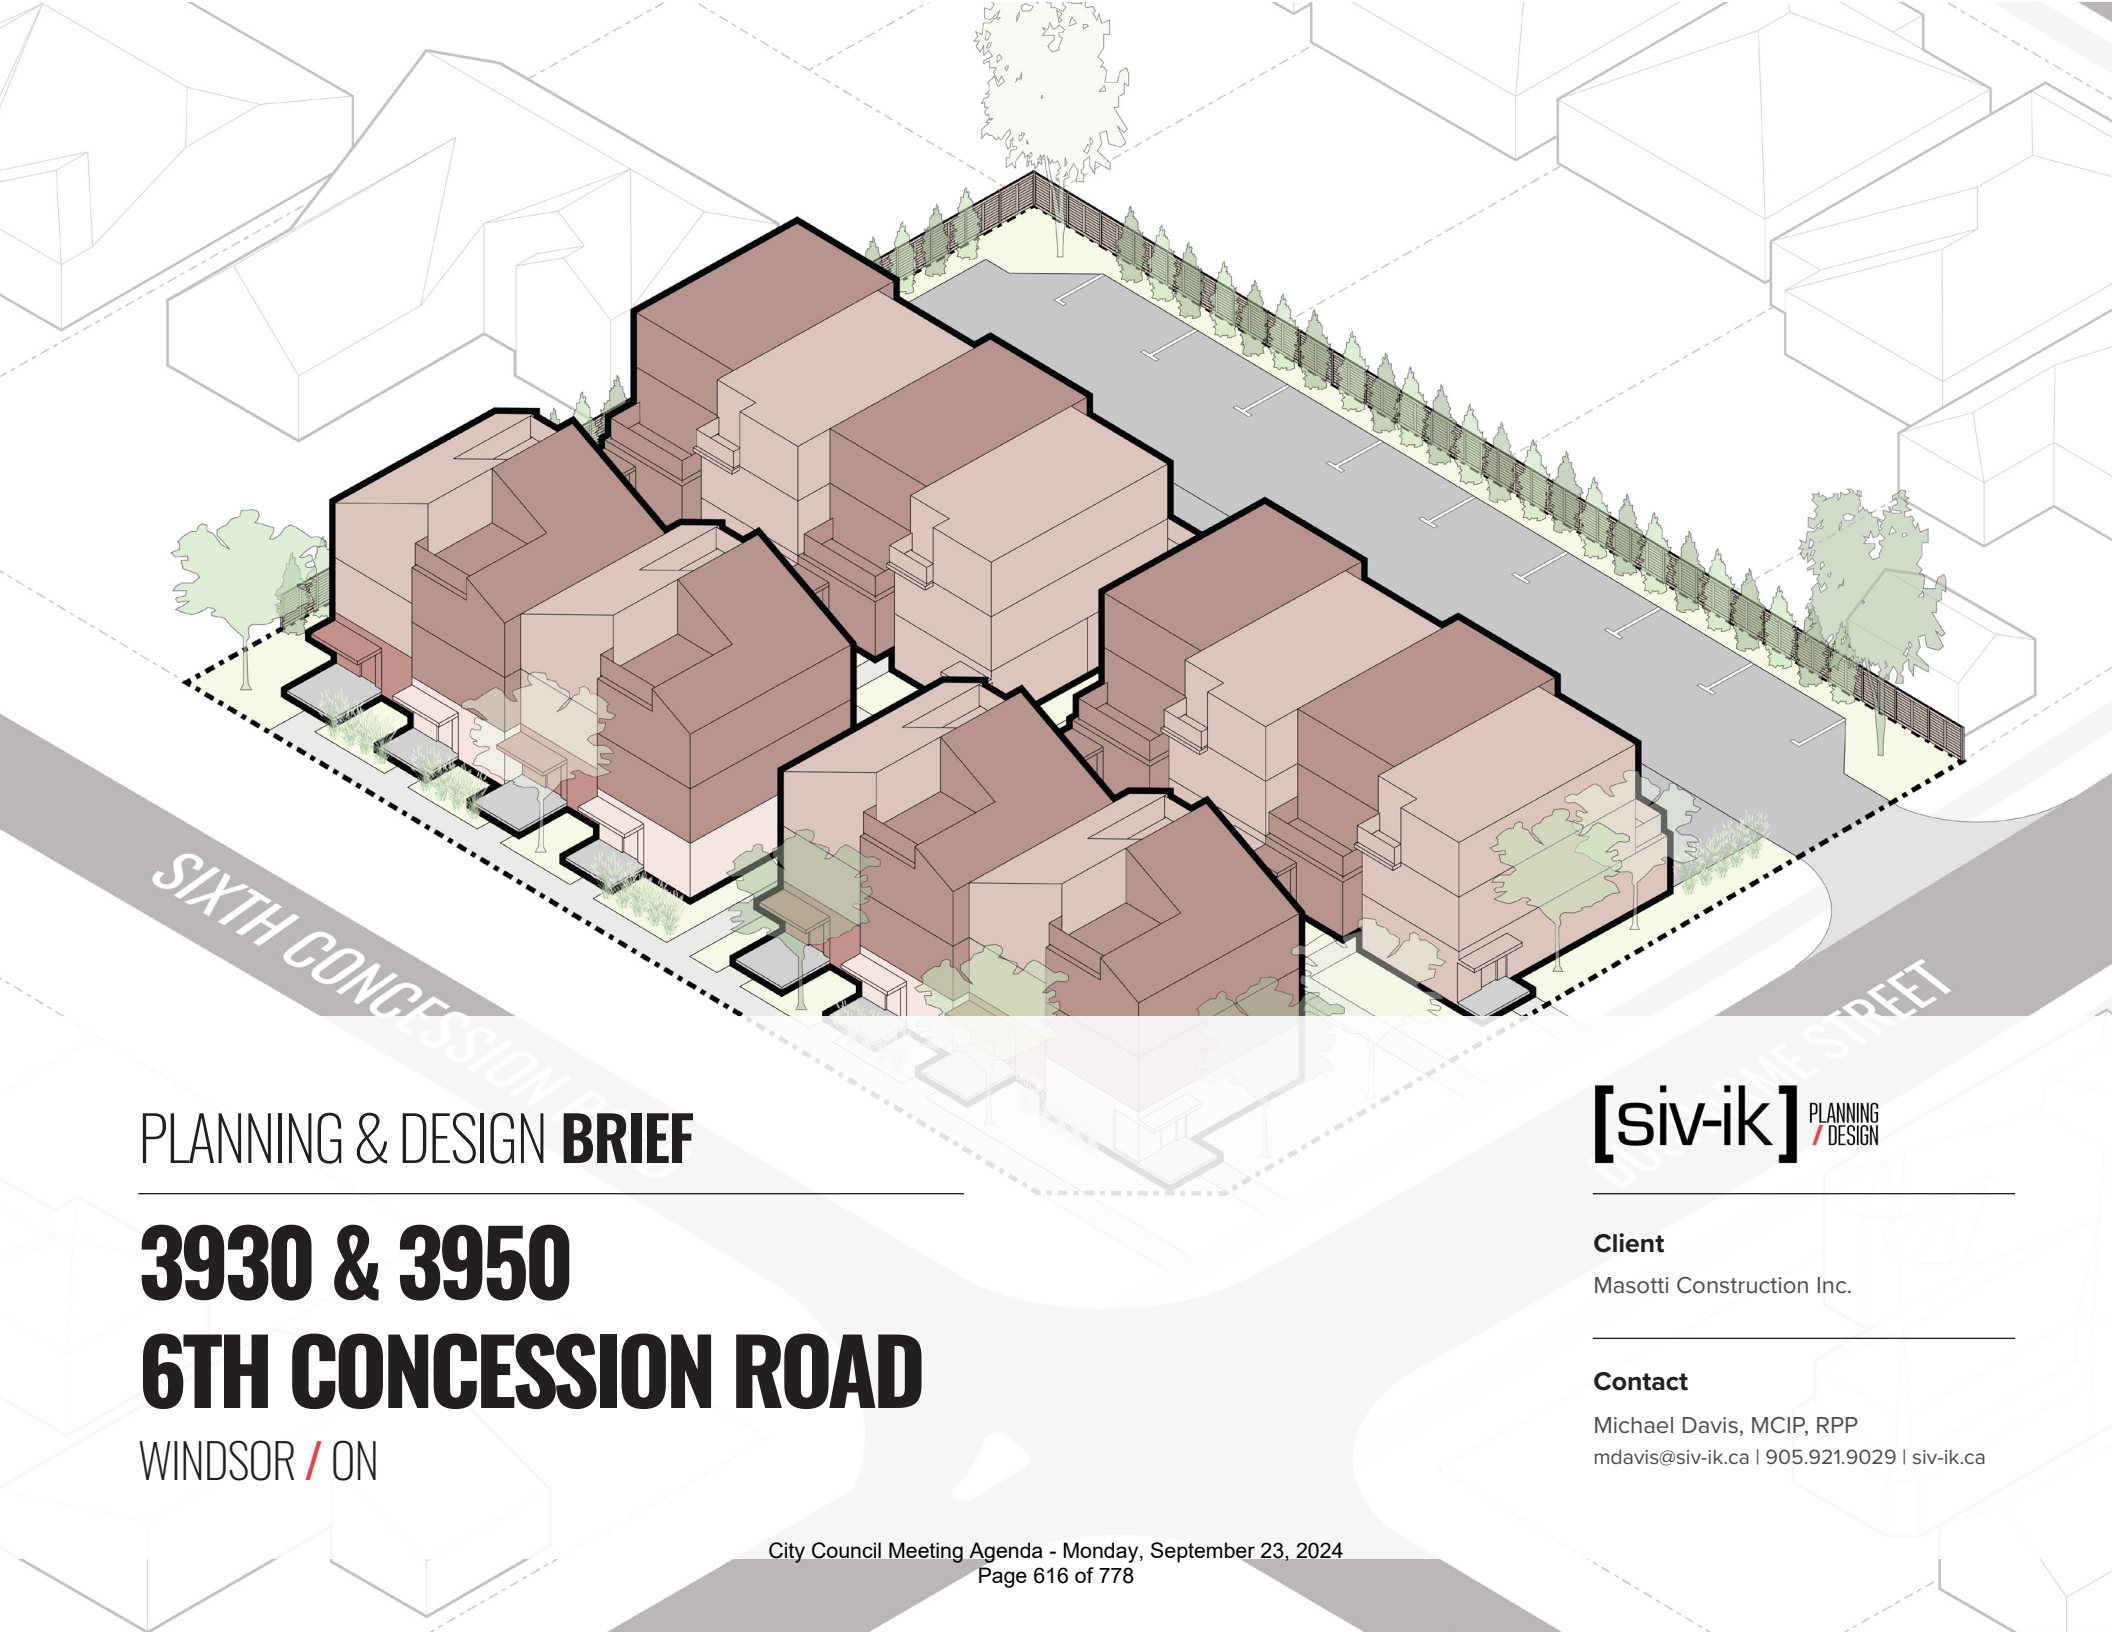 SIXTH CONCESSION ROAD
DUCHARME STREET
PLANNING & DESIGN BRIEF
3930 & 3950
6TH CONCESSION ROAD
WINDSOR / ON
[siv-ik] PLANNING
/ DESIGN
Client
Masotti Construction Inc.
Contact
Michael Davis, MCIP, RPP
mdavis@siv-ik.ca | 905.921.9029 | siv-ik.ca
City Council Meeting Agenda - Monday, September 23, 2024
Page 616 of 778